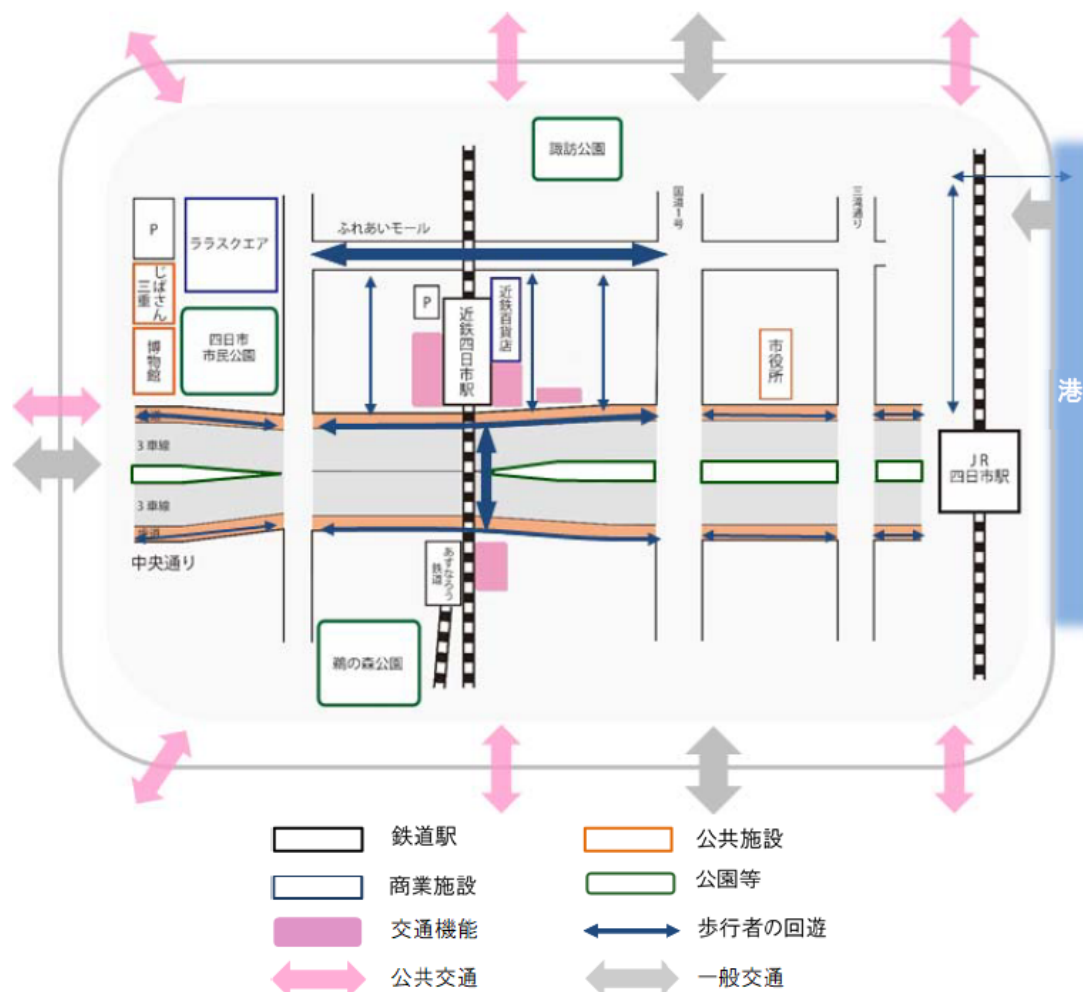 諏訪公園
国道1号
三滝通り
P
ララスクエア
ふれあいモール
じばさん
三重
四日市
市民公園
博物館
P
近鉄四日市駅
近鉄百貨店
市役所
港
歩道
3車線
3車線
歩道
中央通り
JR
四日市駅
あすなろう
鉄道
鵜の森公園
鉄道駅
公共施設
商業施設
公園等
交通機能
歩行者の回遊
公共交通
一般交通